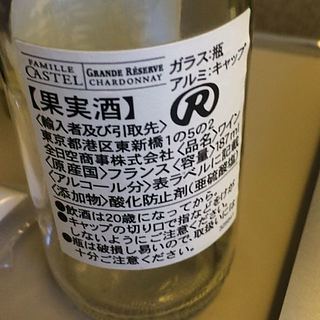 FAMILLE
CASTEL
GRANDE RÉSERVE
CHARDONNAY
ガラス:瓶
アルミ:キャップ
【果実酒】
R
<輸入者及び引取先>
東京都港区東新橋1の5の2
全日空商事株式会社
<品名>ワイン
<原産国>フランス<容量>187ml
<アルコール分>表ラベルに記載
<添加物>酸化防止剤(亜硫酸塩)
●飲酒は20歳になってから。
●キャップの切り口で指などをけが
しないようにご注意ください。
●瓶は破損し易いので、取扱いには
十分ご注意ください。